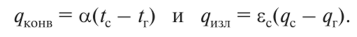 q_конв = α(t_с − t_г)   и   q_изл = ε_с(q_с − q_г).